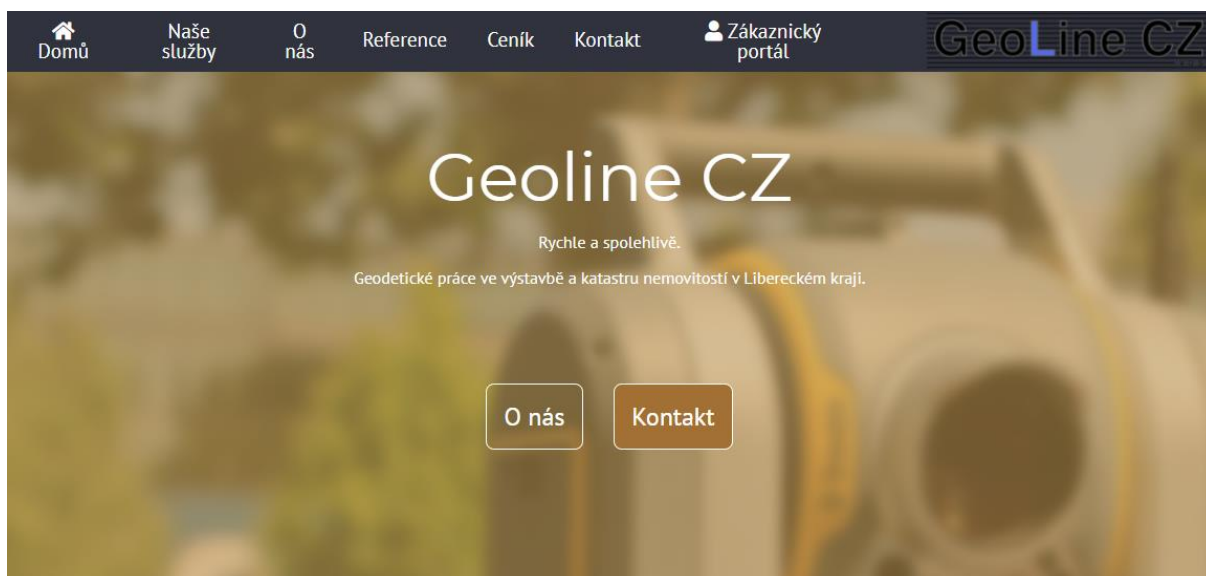 Domů
Naše
služby
O
nás
Reference
Ceník
Kontakt
Zákaznický
portál
GeoLine CZ
Geoline CZ
Rychle a spolehlivě.
Geodetické práce ve výstavbě a katastru nemovitostí v Libereckém kraji.
O nás
Kontakt